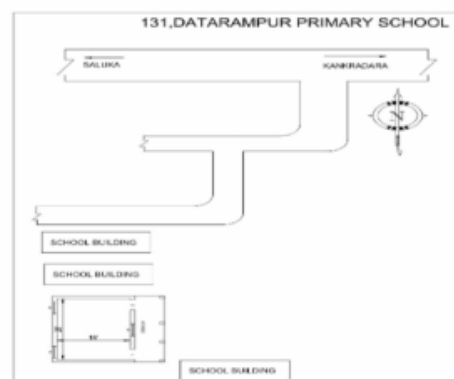 131,DATARAMPUR PRIMARY SCHOOL
SALUKA
KANKRADARA
N
SCHOOL BUILDING
SCHOOL BUILDING
SCHOOL BUILDING